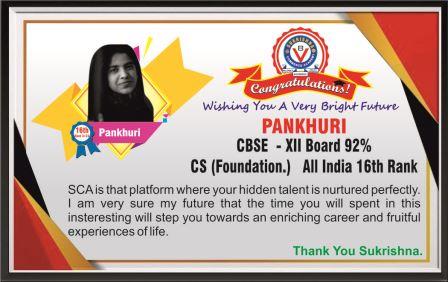 Congratulations!
Wishing You A Very Bright Future
16th
Pankhuri
PANKHURI
CBSE - XII Board 92%
CS (Foundation.) All India 16th Rank
SCA is that platform where your hidden talent is nurtured perfectly.
I am very sure my future that the time you will spent in this
insteresting will step you towards an enriching career and fruitful
experiences of life.
Thank You Sukrishna.